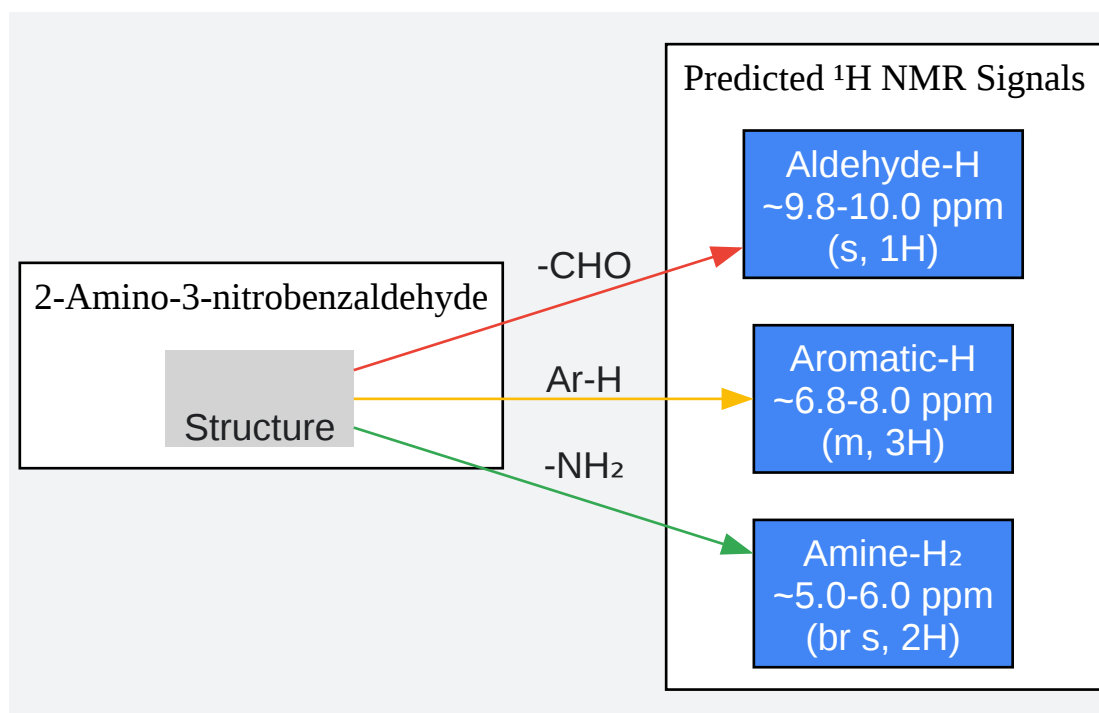 Predicted ¹H NMR Signals
Aldehyde-H
~9.8-10.0 ppm
(s, 1H)
-CHO
2-Amino-3-nitrobenzaldehyde
Structure
Ar-H
Aromatic-H
~6.8-8.0 ppm
(m, 3H)
-NH₂
Amine-H₂
~5.0-6.0 ppm
(br s, 2H)